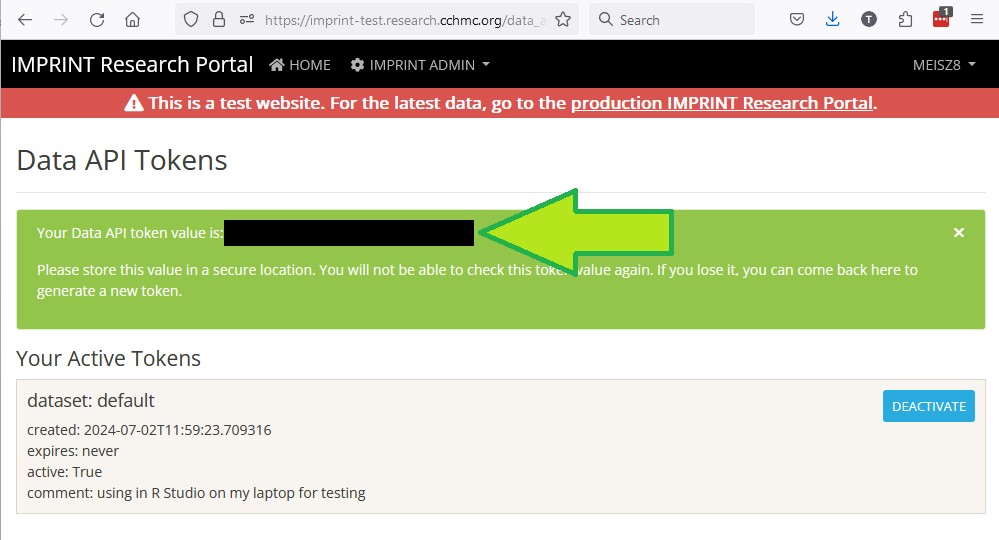 https://imprint-test.research.cchmc.org/data_a
Search
T
1
IMPRINT Research Portal HOME IMPRINT ADMIN MEISZ8
This is a test website. For the latest data, go to the production IMPRINT Research Portal.
Data API Tokens
Your Data API token value is:
Please store this value in a secure location. You will not be able to check this token value again. If you lose it, you can come back here to
generate a new token.
Your Active Tokens
dataset: default
DEACTIVATE
created: 2024-07-02T11:59:23.709316
expires: never
active: True
comment: using in R Studio on my laptop for testing